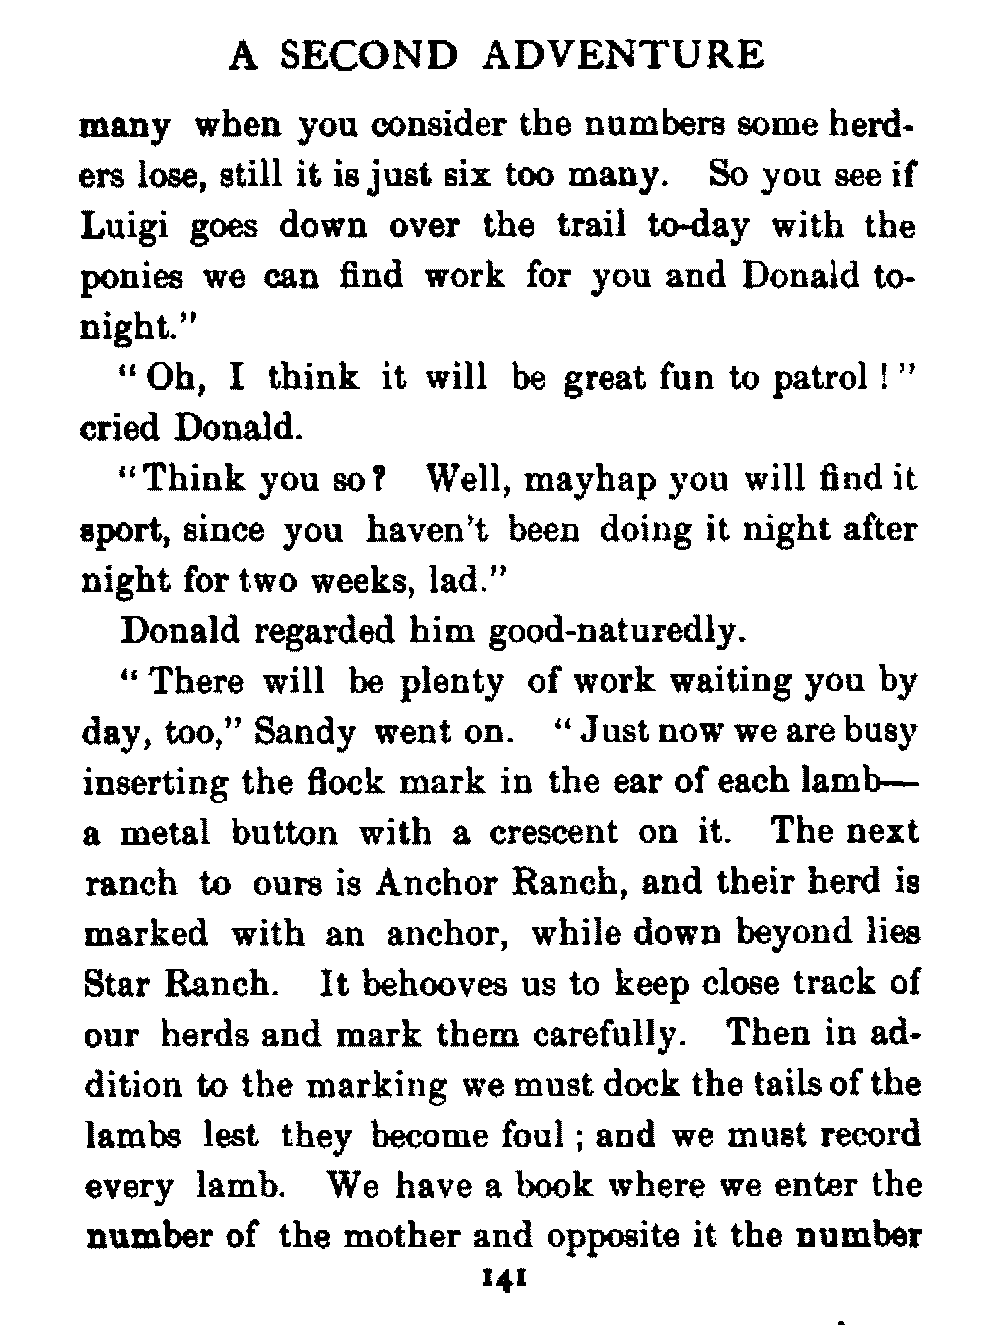 A SECOND ADVENTURE
many when you consider the numbers some herd-
ers lose, still it is just six too many. So you see if
Luigi goes down over the trail to-day with the
ponies we can find work for you and Donald to-
night."
"Oh, I think it will be great fun to patrol!"
cried Donald.
"Think you so? Well, mayhap you will find it
sport, since you haven't been doing it night after
night for two weeks, lad."
Donald regarded him good-naturedly.
"There will be plenty of work waiting you by
day, too," Sandy went on. "Just now we are busy
inserting the flock mark in the ear of each lamb—
a metal button with a crescent on it. The next
ranch to ours is Anchor Ranch, and their herd is
marked with an anchor, while down beyond lies
Star Ranch. It behooves us to keep close track of
our herds and mark them carefully. Then in ad-
dition to the marking we must dock the tails of the
lambs lest they become foul; and we must record
every lamb. We have a book where we enter the
number of the mother and opposite it the number
141